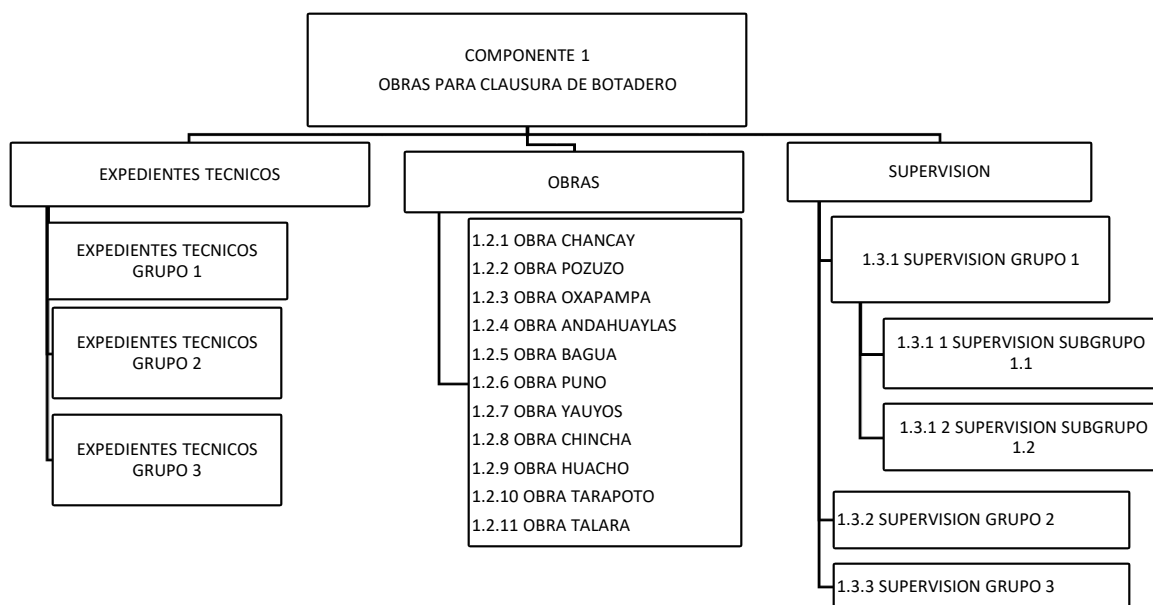 COMPONENTE 1
OBRAS PARA CLAUSURA DE BOTADERO
EXPEDIENTES TECNICOS
EXPEDIENTES TECNICOS
GRUPO 1
EXPEDIENTES TECNICOS
GRUPO 2
EXPEDIENTES TECNICOS
GRUPO 3
OBRAS
1.2.1 OBRA CHANCAY
1.2.2 OBRA POZUZO
1.2.3 OBRA OXAPAMPA
1.2.4 OBRA ANDAHUAYLAS
1.2.5 OBRA BAGUA
1.2.6 OBRA PUNO
1.2.7 OBRA YAUYOS
1.2.8 OBRA CHINCHA
1.2.9 OBRA HUACHO
1.2.10 OBRA TARAPOTO
1.2.11 OBRA TALARA
SUPERVISION
1.3.1 SUPERVISION GRUPO 1
1.3.1 1 SUPERVISION SUBGRUPO
1.1
1.3.1 2 SUPERVISION SUBGRUPO
1.2
1.3.2 SUPERVISION GRUPO 2
1.3.3 SUPERVISION GRUPO 3